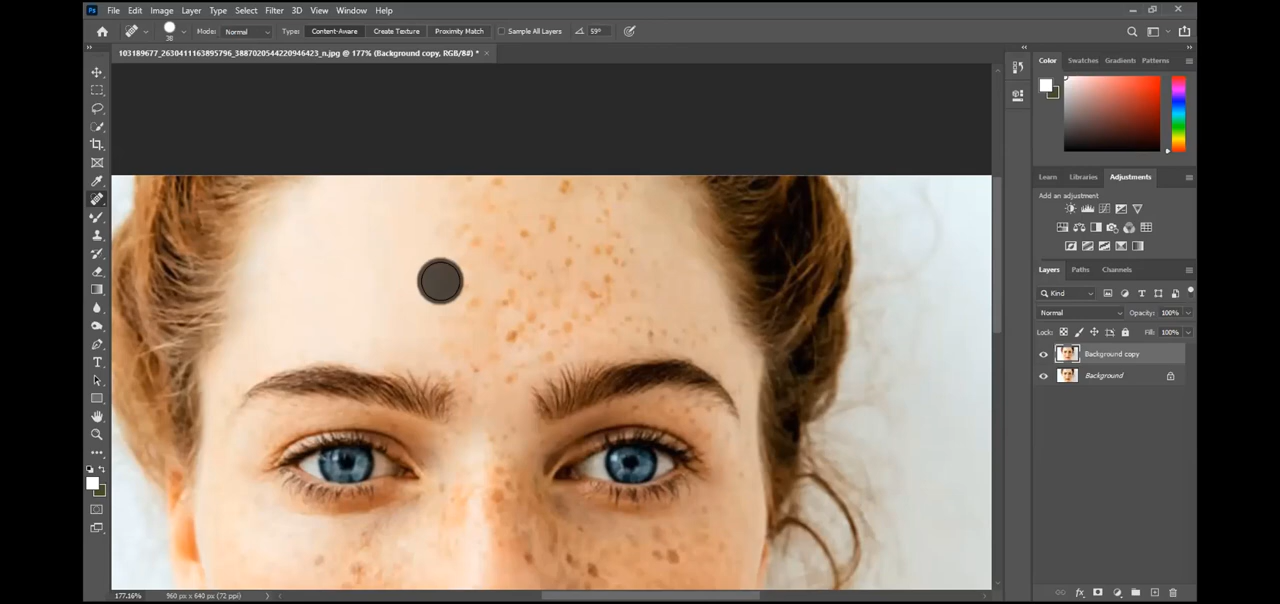 Ps File Edit Image Layer Type Select Filter 3D View Window Help
38 Mode: Normal Type: Content-Aware Create Texture Proximity Match Sample All Layers 59°
103189677_2630411163895796_3887020544220946423_n.jpg @ 177% (Background copy, RGB/8#) * ×
Color Swatches Gradients Patterns
Learn Libraries Adjustments
Add an adjustment
Layers Paths Channels
Kind
Normal Opacity: 100%
Lock: Fill: 100%
Background copy
Background
177.16% 960 px x 640 px (72 ppi)